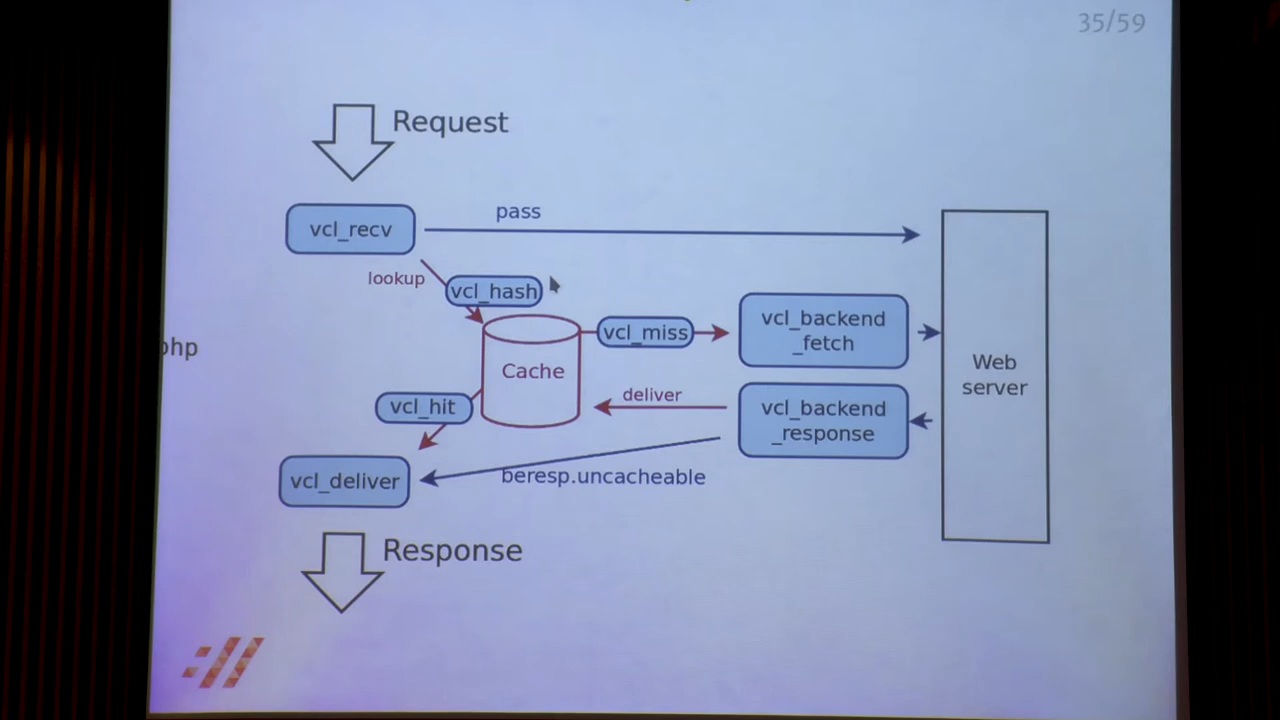 35/59
Request
vcl_recv
pass
lookup
vcl_hash
vcl_miss
vcl_backend
_fetch
php
Cache
Web
server
deliver
vcl_hit
vcl_backend
_response
vcl_deliver
beresp.uncacheable
Response